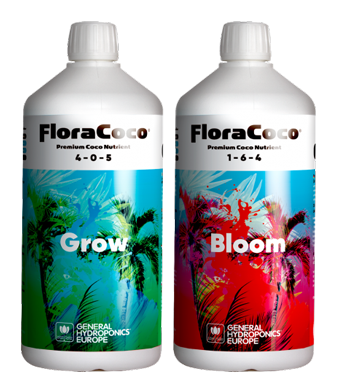 FloraCoco®
Premium Coco Nutrient
4-0-5
Grow
GENERAL
HYDROPONICS
EUROPE
FloraCoco®
Premium Coco Nutrient
1-6-4
Bloom
GENERAL
HYDROPONICS
EUROPE